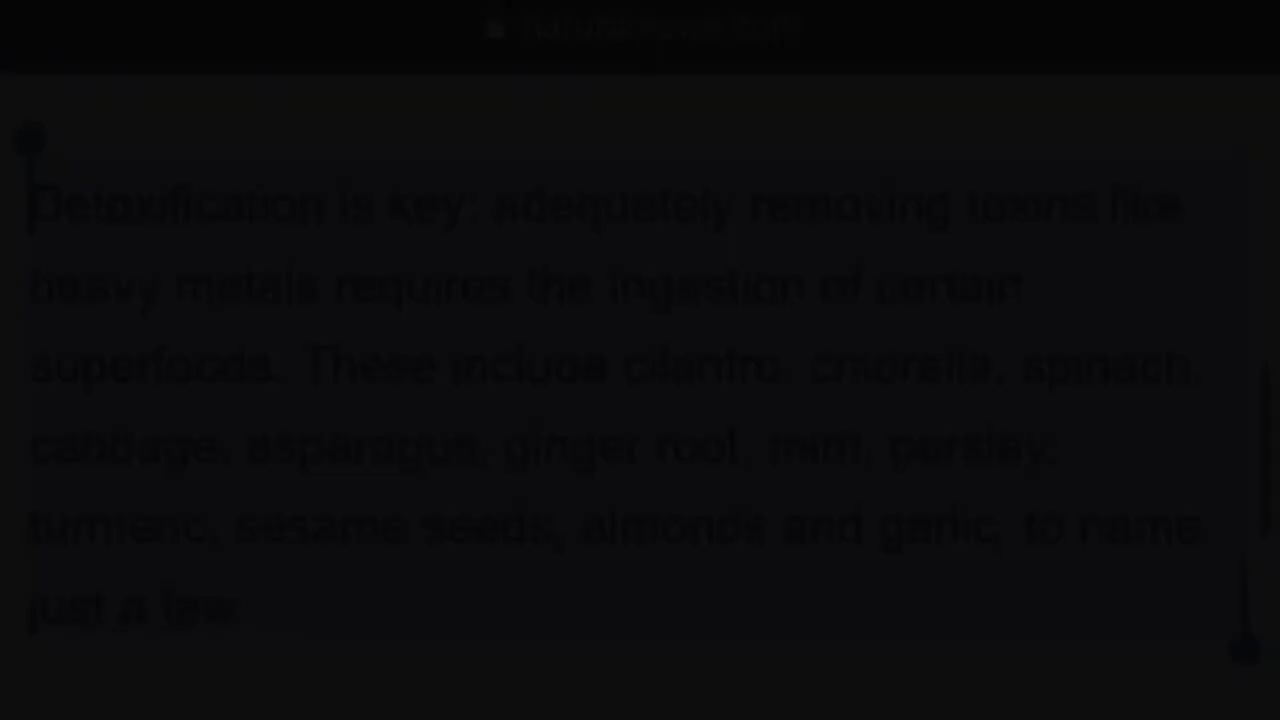 Detoxification is key: adequately removing toxins like
heavy metals requires the ingestion of certain
superfoods. These include cilantro, chlorella, spinach,
cabbage, asparagus, ginger root, mint, parsley,
turmeric, sesame seeds, almonds and garlic, to name
just a few.